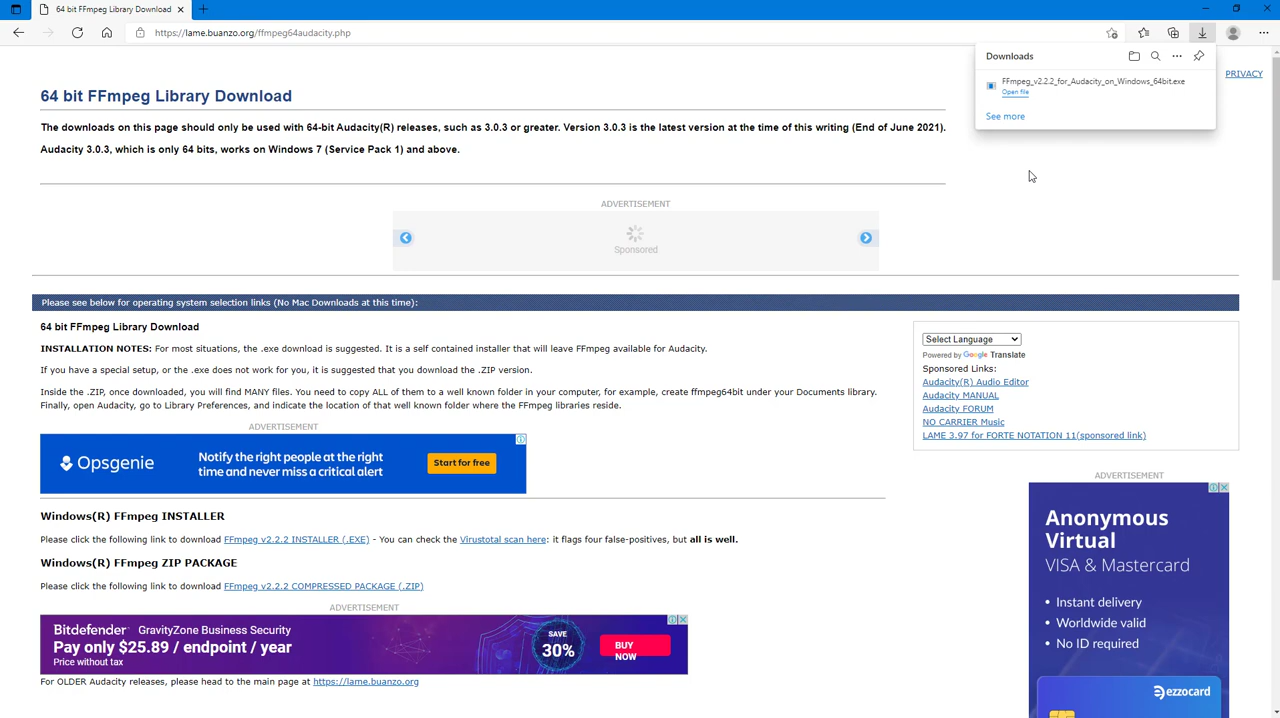 64 bit FFmpeg Library Download
https://lame.buanzo.org/ffmpeg64audacity.php
Downloads
FFmpeg_v2.2.2_for_Audacity_on_Windows_64bit.exe
Open file
See more
PRIVACY
64 bit FFmpeg Library Download
The downloads on this page should only be used with 64-bit Audacity(R) releases, such as 3.0.3 or greater. Version 3.0.3 is the latest version at the time of this writing (End of June 2021).
Audacity 3.0.3, which is only 64 bits, works on Windows 7 (Service Pack 1) and above.
ADVERTISEMENT
Sponsored
Please see below for operating system selection links (No Mac Downloads at this time):
64 bit FFmpeg Library Download
INSTALLATION NOTES: For most situations, the .exe download is suggested. It is a self contained installer that will leave FFmpeg available for Audacity.
If you have a special setup, or the .exe does not work for you, it is suggested that you download the .ZIP version.
Inside the .ZIP, once downloaded, you will find MANY files. You need to copy ALL of them to a well known folder in your computer, for example, create ffmpeg64bit under your Documents library.
Finally, open Audacity, go to Library Preferences, and indicate the location of that well known folder where the FFmpeg libraries reside.
ADVERTISEMENT
Opsgenie
Notify the right people at the right
time and never miss a critical alert
Start for free
Windows(R) FFmpeg INSTALLER
Please click the following link to download FFmpeg v2.2.2 INSTALLER (.EXE) - You can check the Virustotal scan here: it flags four false-positives, but all is well.
Windows(R) FFmpeg ZIP PACKAGE
Please click the following link to download FFmpeg v2.2.2 COMPRESSED PACKAGE (.ZIP)
ADVERTISEMENT
Bitdefender GravityZone Business Security
Pay only $25.89 / endpoint / year
Price without tax
SAVE
30%
BUY
NOW
For OLDER Audacity releases, please head to the main page at https://lame.buanzo.org
Select Language
Powered by Google Translate
Sponsored Links:
Audacity(R) Audio Editor
Audacity MANUAL
Audacity FORUM
NO CARRIER Music
LAME 3.97 for FORTE NOTATION 11(sponsored link)
ADVERTISEMENT
Anonymous
Virtual
VISA & Mastercard
• Instant delivery
• Worldwide valid
• No ID required
ezzocard